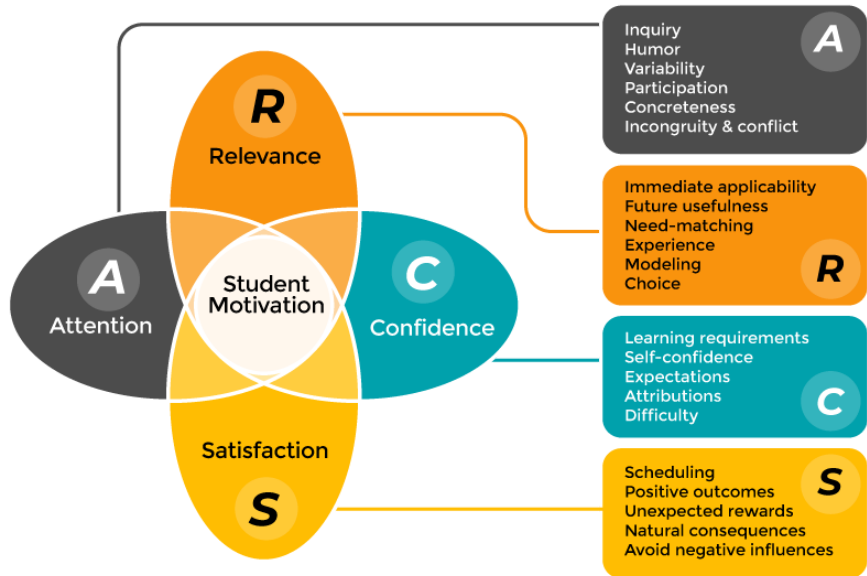 R
Relevance
A
Attention
Student
Motivation
C
Confidence
Satisfaction
S
Inquiry
Humor
Variability
Participation
Concreteness
Incongruity & conflict
A
Immediate applicability
Future usefulness
Need-matching
Experience
Modeling
Choice
R
Learning requirements
Self-confidence
Expectations
Attributions
Difficulty
C
Scheduling
Positive outcomes
Unexpected rewards
Natural consequences
Avoid negative influences
S